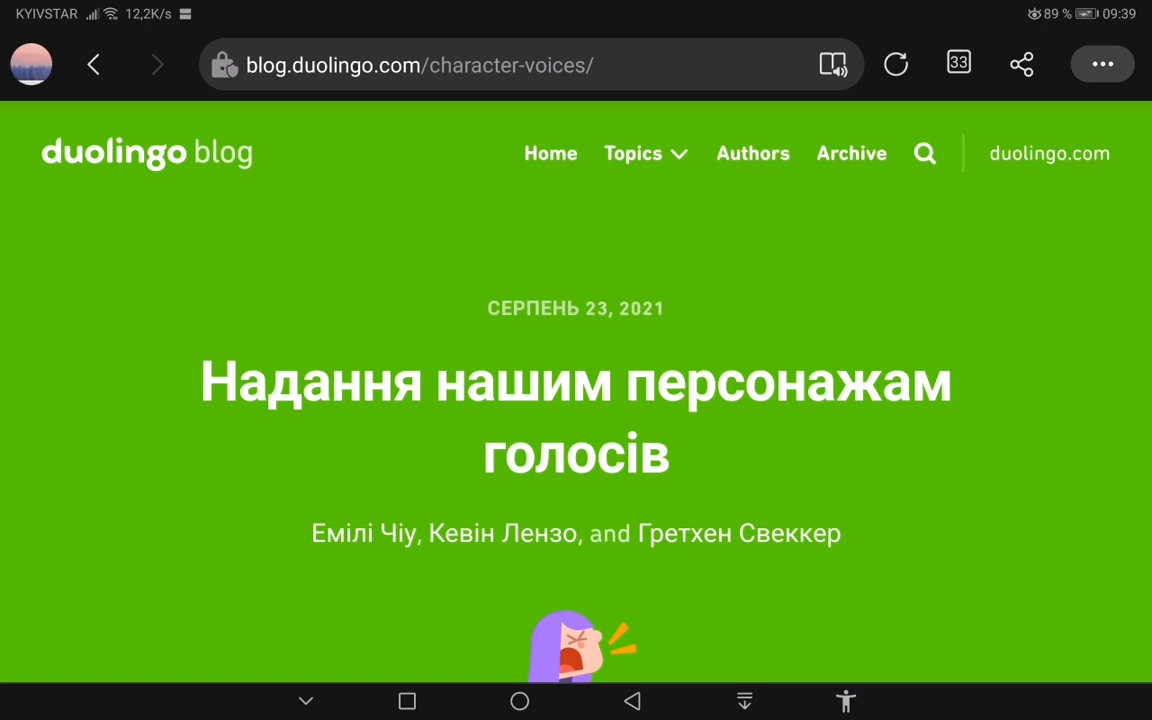 KYIVSTAR 12,2K/s 89 % 09:39
blog.duolingo.com/character-voices/ 33
duolingo blog Home Topics Authors Archive duolingo.com
СЕРПЕНЬ 23, 2021
Надання нашим персонажам
голосів
Емілі Чіу, Кевін Лензо, and Гретхен Свеккер